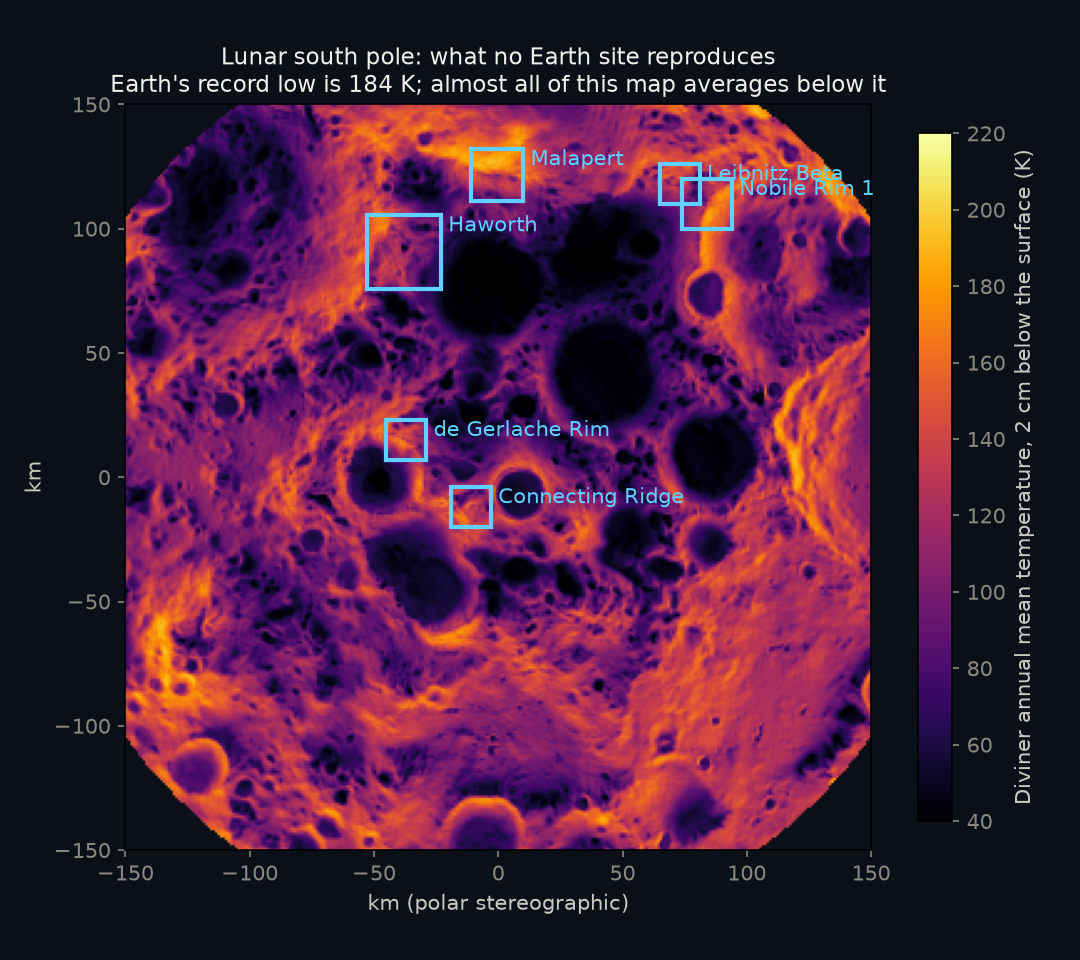 Lunar south pole: what no Earth site reproduces
Earth's record low is 184 K; almost all of this map averages below it
Malapert
Leibnitz Beta
Nobile Rim 1
Haworth
de Gerlache Rim
Connecting Ridge
150
100
50
0
−50
−100
−150
km
−150
−100
−50
0
50
100
150
km (polar stereographic)
220
200
180
160
140
120
100
80
60
40
Diviner annual mean temperature, 2 cm below the surface (K)